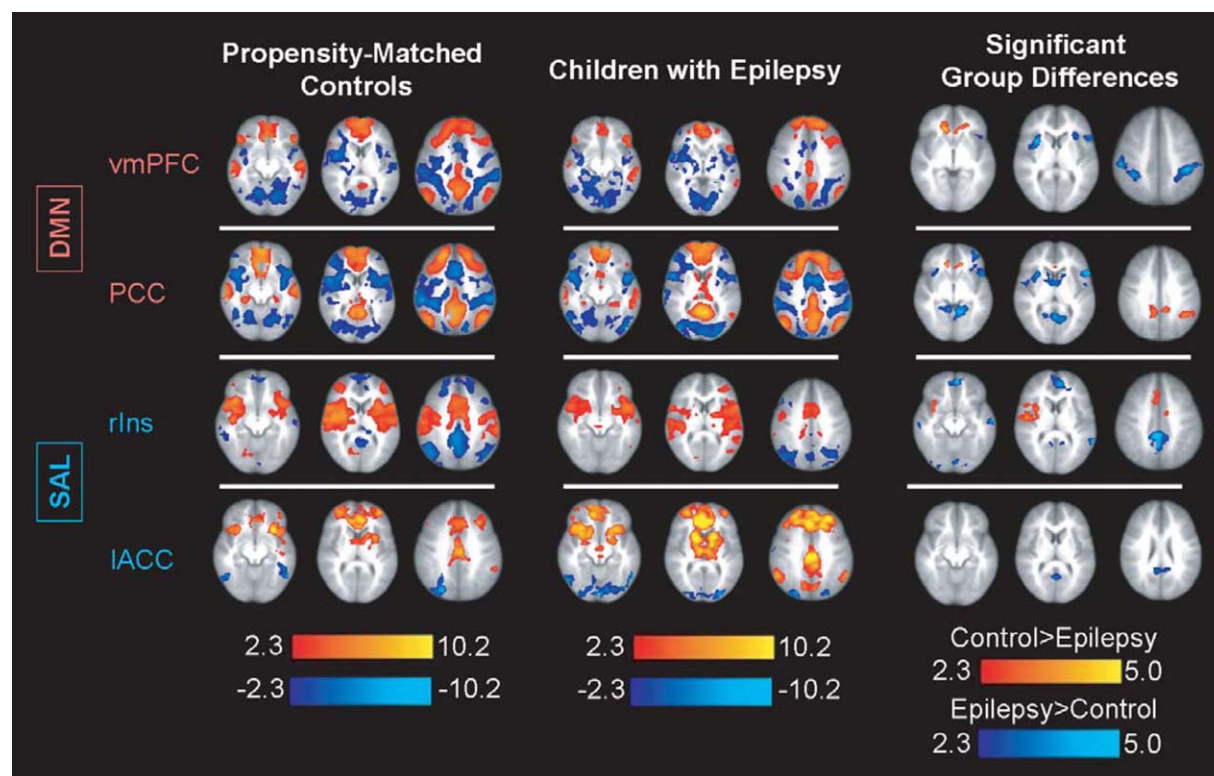 Propensity-Matched
Controls
Children with Epilepsy
Significant
Group Differences
DMN
vmPFC
PCC
SAL
rIns
lACC
2.3 10.2
-2.3 -10.2
2.3 10.2
-2.3 -10.2
Control>Epilepsy
2.3 5.0
Epilepsy>Control
2.3 5.0